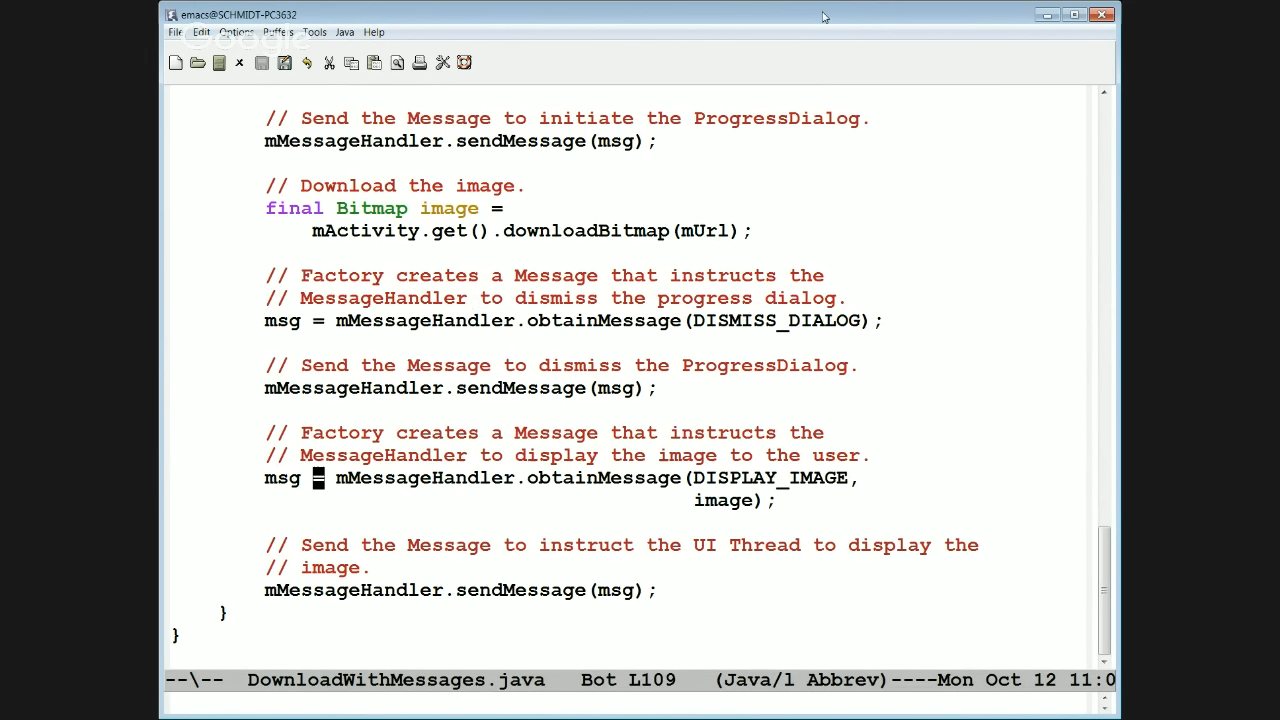 emacs@SCHMIDT-PC3632
File Edit Options Buffers Tools Java Help
Google
// Send the Message to initiate the ProgressDialog.
mMessageHandler.sendMessage(msg);
// Download the image.
final Bitmap image =
mActivity.get().downloadBitmap(mUrl);
// Factory creates a Message that instructs the
// MessageHandler to dismiss the progress dialog.
msg = mMessageHandler.obtainMessage(DISMISS_DIALOG);
// Send the Message to dismiss the ProgressDialog.
mMessageHandler.sendMessage(msg);
// Factory creates a Message that instructs the
// MessageHandler to display the image to the user.
msg = mMessageHandler.obtainMessage(DISPLAY_IMAGE,
image);
// Send the Message to instruct the UI Thread to display the
// image.
mMessageHandler.sendMessage(msg);
}
}
--\-- DownloadWithMessages.java Bot L109 (Java/l Abbrev)----Mon Oct 12 11:0